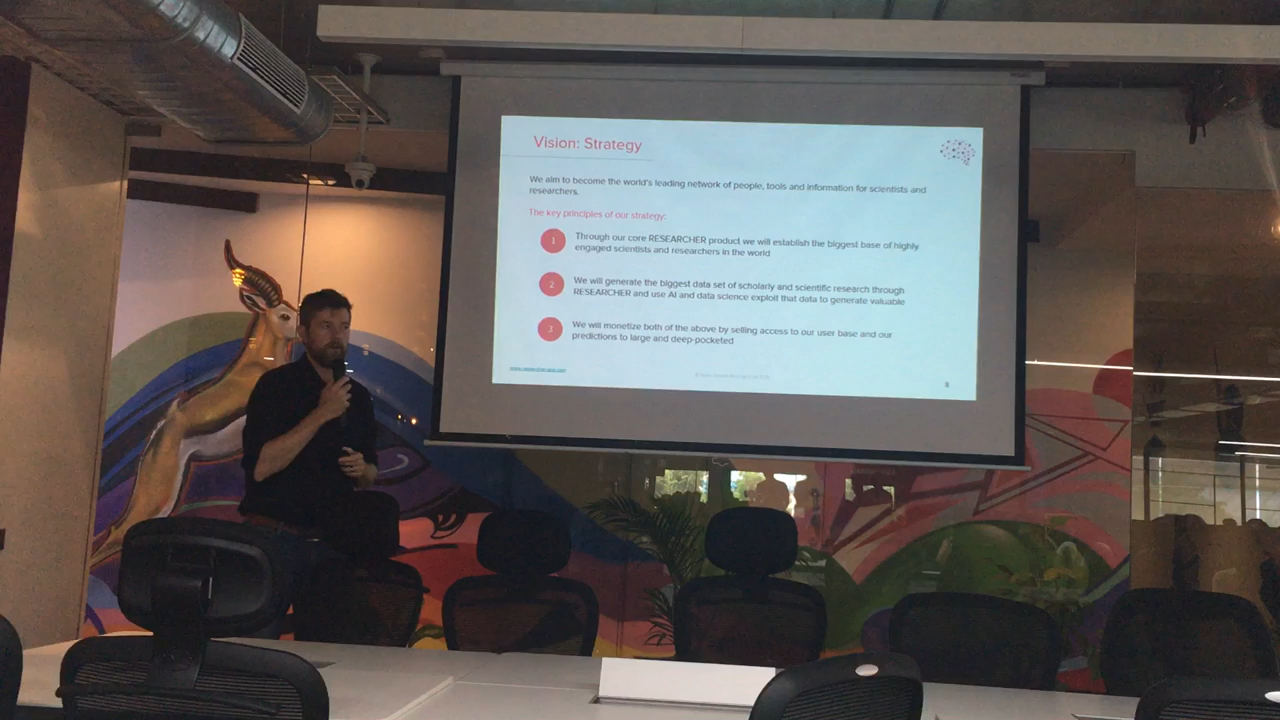 Vision: Strategy
We aim to become the world's leading network of people, tools and information for scientists and
researchers.
The key principles of our strategy:
1
Through our core RESEARCHER product we will establish the biggest base of highly
engaged scientists and researchers in the world
2
We will generate the biggest data set of scholarly and scientific research through
RESEARCHER and use AI and data science exploit that data to generate valuable
3
We will monetize both of the above by selling access to our user base and our
predictions to large and deep-pocketed
8